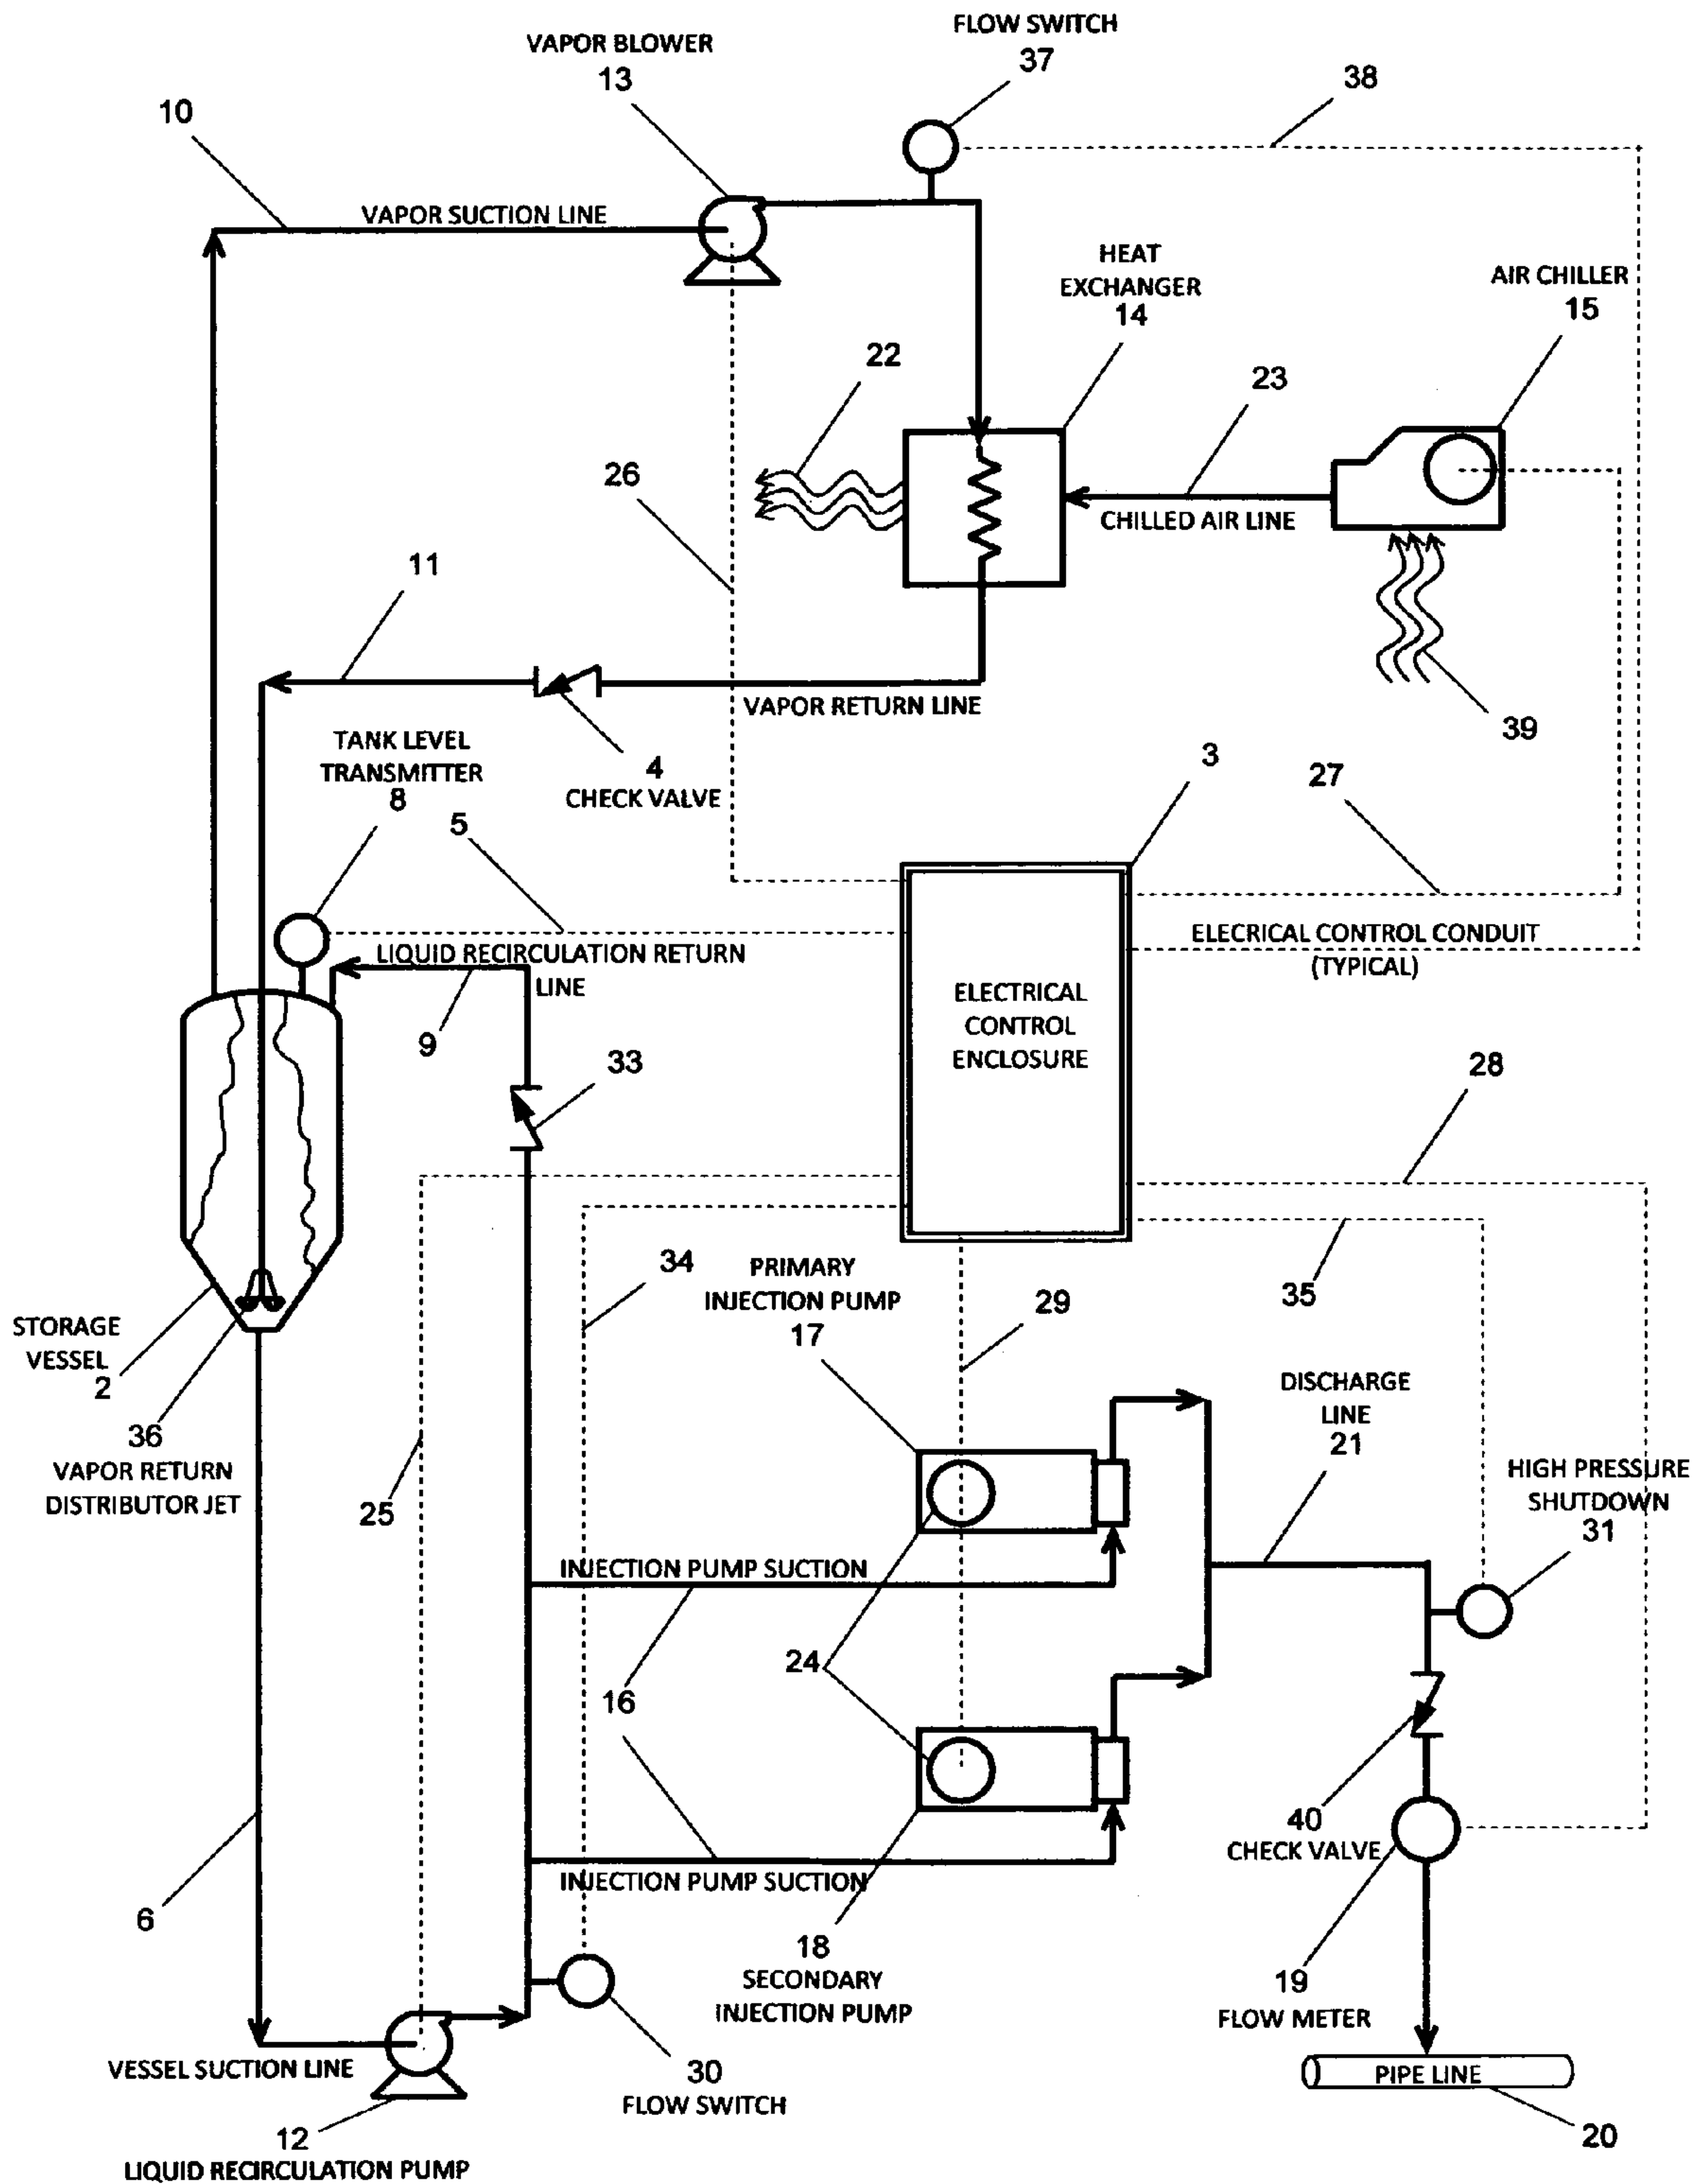 FLOW SWITCH
37
VAPOR BLOWER
13
38
10
VAPOR SUCTION LINE
HEAT
EXCHANGER
14
AIR CHILLER
15
22
23
26
CHILLED AIR LINE
11
39
VAPOR RETURN LINE
TANK LEVEL
TRANSMITTER
8
4
CHECK VALVE
3
27
5
LIQUID RECIRCULATION RETURN
LINE
ELECRICAL CONTROL CONDUIT
(TYPICAL)
ELECTRICAL
CONTROL
ENCLOSURE
9
33
28
34
PRIMARY
INJECTION PUMP
17
29
35
STORAGE
VESSEL
2
36
VAPOR RETURN
DISTRIBUTOR JET
25
DISCHARGE
LINE
21
HIGH PRESSURE
SHUTDOWN
31
INJECTION PUMP SUCTION
24
16
40
CHECK VALVE
INJECTION PUMP SUCTION
6
18
SECONDARY
INJECTION PUMP
19
FLOW METER
VESSEL SUCTION LINE
30
FLOW SWITCH
PIPE LINE
20
12
LIQUID RECIRCULATION PUMP